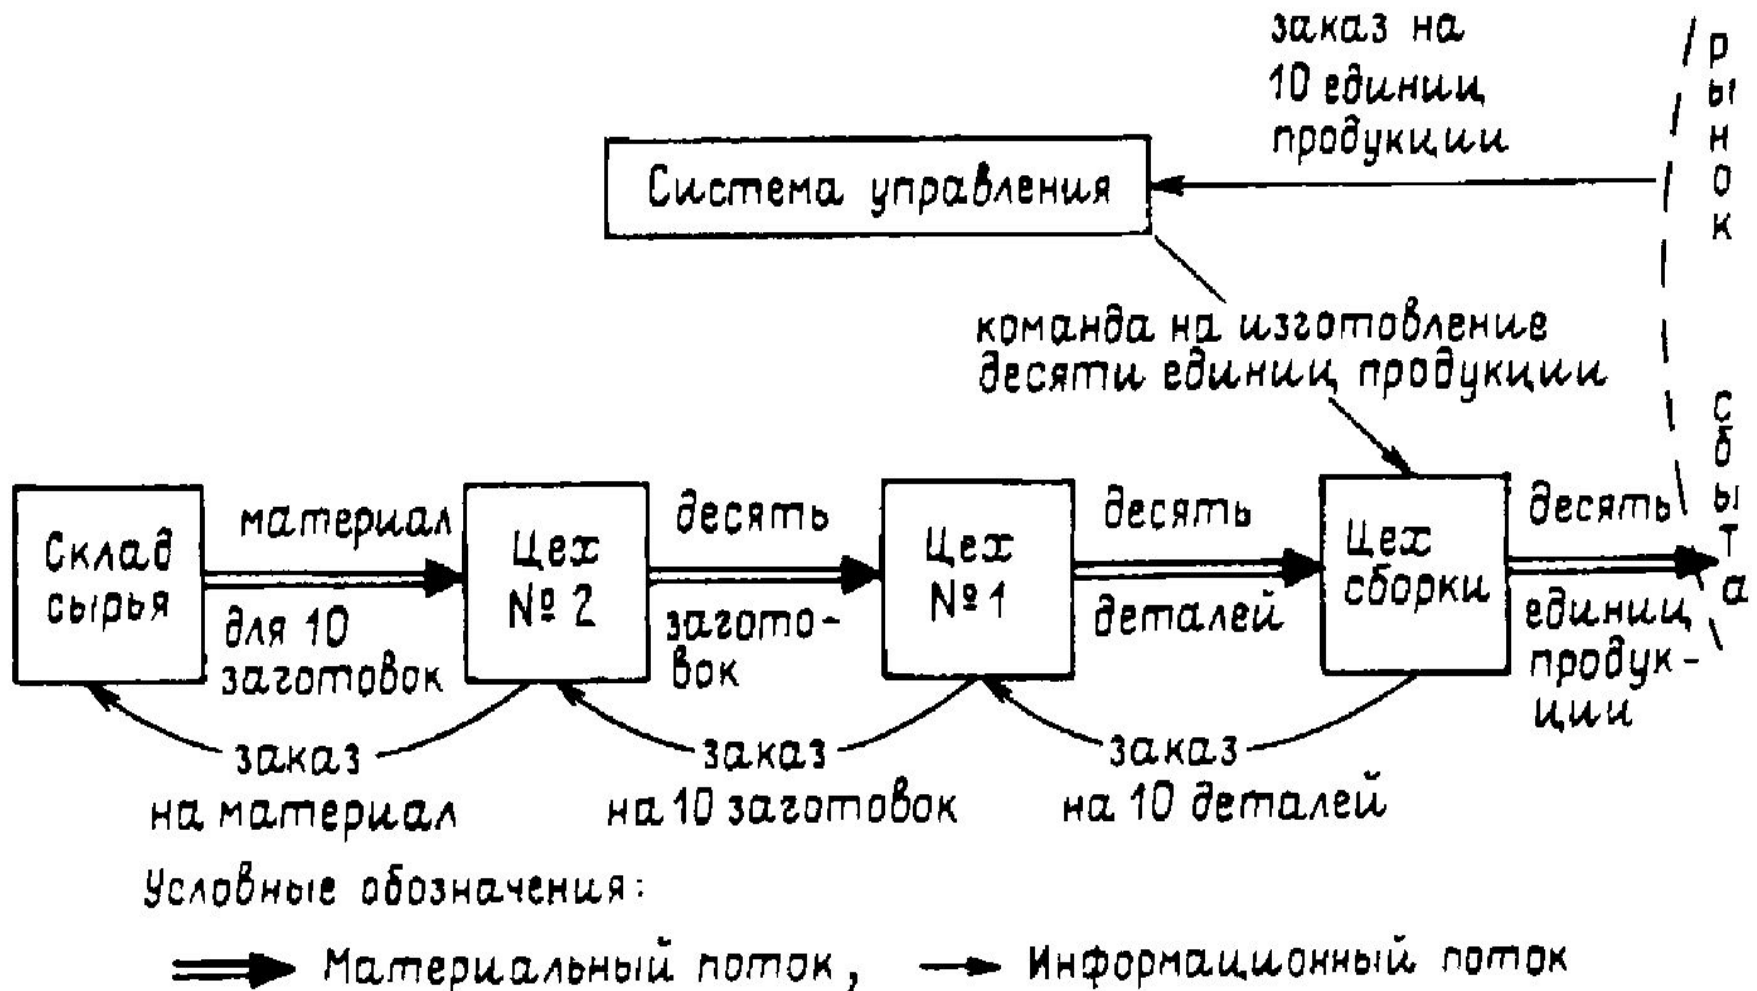 заказ на
10 единиц
продукции
рынок сбыта
Система управления
команда на изготовление
десяти единиц продукции
Склад
сырья
материал
для 10
заготовок
Цех
№ 2
десять
загото-
вок
Цех
№ 1
десять
деталей
Цех
сборки
десять
единиц
продук-
ции
заказ
на материал
заказ
на 10 заготовок
заказ
на 10 деталей
Условные обозначения:
Материальный поток, Информационный поток